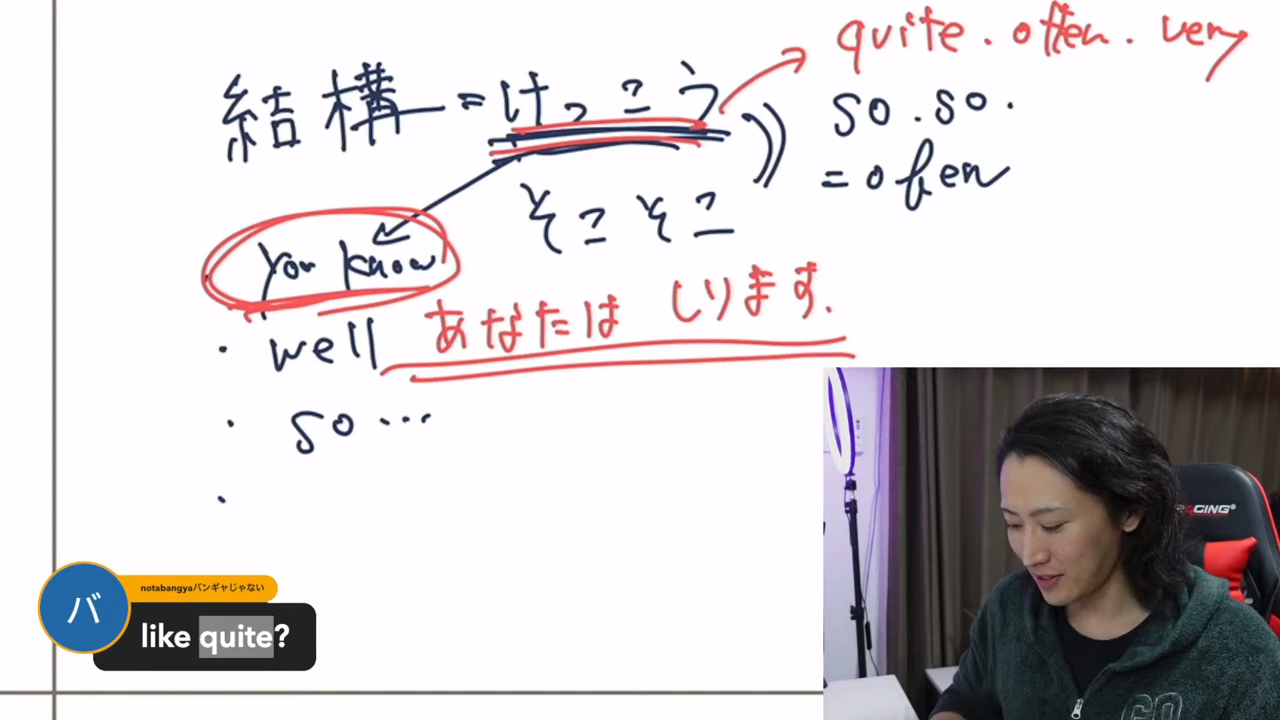 結構 = けっこう
quite. often. very
so. so.
= often
そこそこ
you know
・ well
あなたは しります.
・ so...
・
notabangyaバンギャじゃない
バ
like quite?